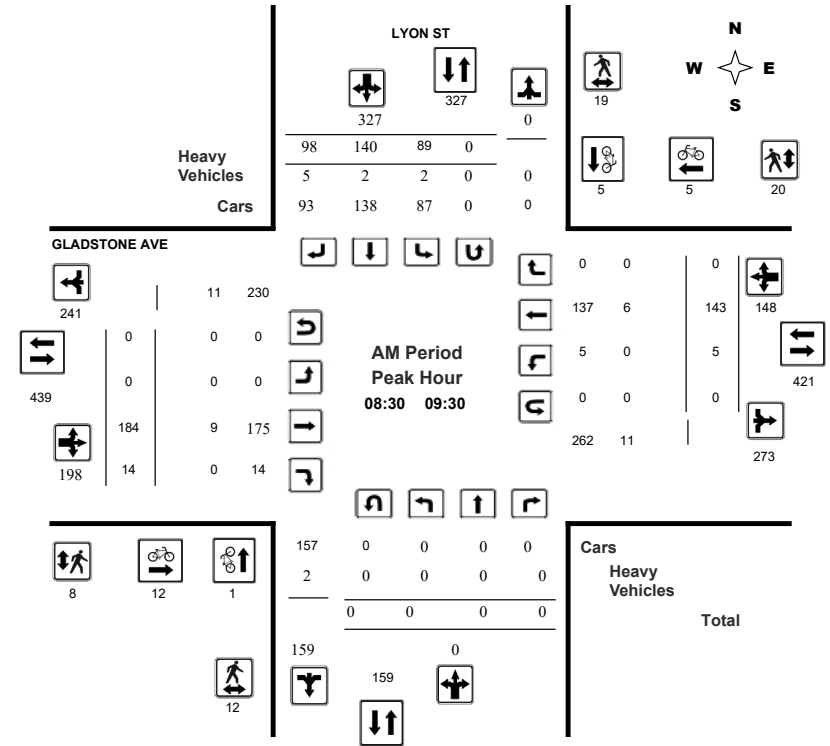 LYON ST
N
W E
S
327
19
327 0
98 140 89 0
Heavy
Vehicles
5 2 2 0 0
5 5 20
Cars 93 138 87 0 0
GLADSTONE AVE
0 0 0
241
11 230
137 6 143 148
0 0 0
AM Period
5 0 5
Peak Hour
421
439
0 0 0
08:30 09:30
0 0 0
184 9 175
262 11
273
198 14 0 14
157 0 0 0 0 Cars
2 0 0 0 0 Heavy
Vehicles
8 12 1
0 0 0 0 Total
159 0
159
12